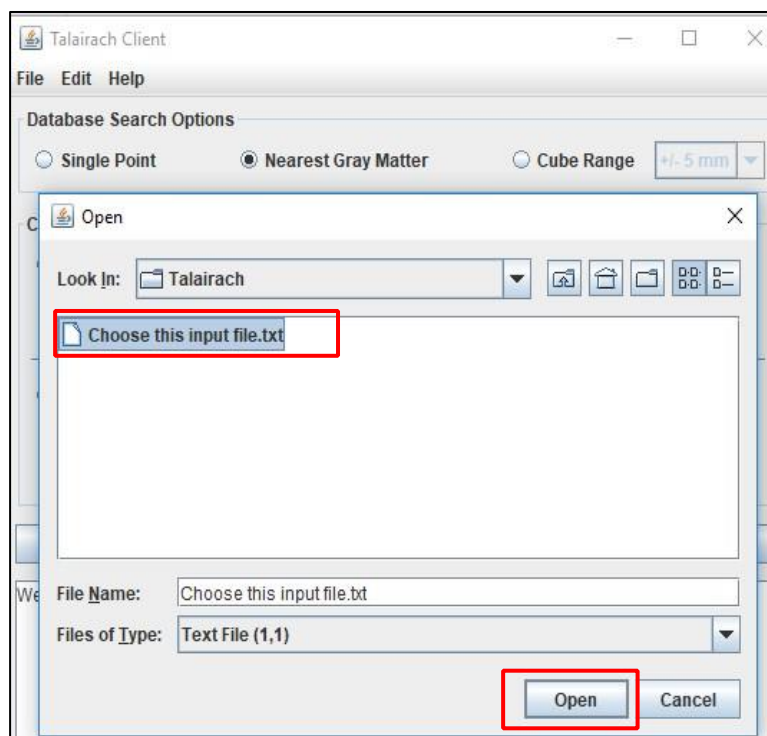 Talairach Client
File Edit Help
Database Search Options
Single Point Nearest Gray Matter Cube Range +/- 5 mm
C
Open
Look In: Talairach
Choose this input file.txt
We
File Name: Choose this input file.txt
Files of Type: Text File (1,1)
Open Cancel